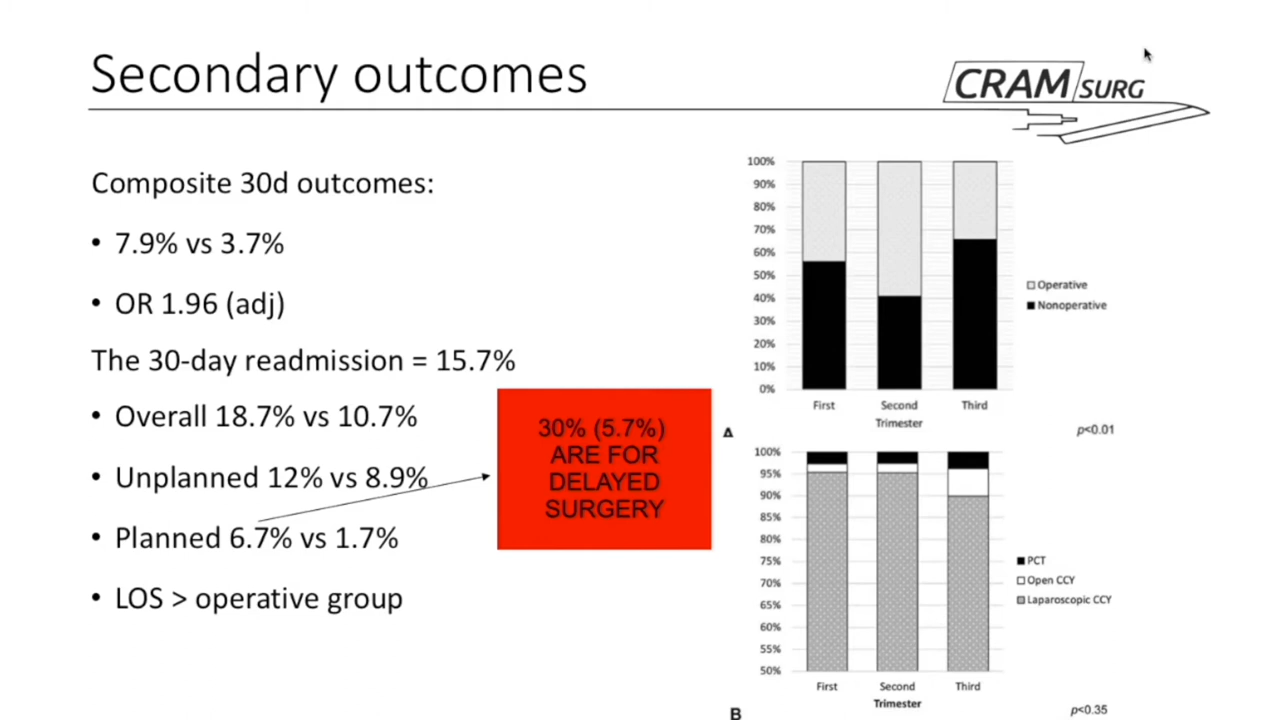 Secondary outcomes
CRAM SURG
Composite 30d outcomes:
• 7.9% vs 3.7%
• OR 1.96 (adj)
The 30-day readmission = 15.7%
• Overall 18.7% vs 10.7%
• Unplanned 12% vs 8.9%
• Planned 6.7% vs 1.7%
• LOS > operative group
30% (5.7%)
ARE FOR
DELAYED
SURGERY
100%
90%
80%
70%
60%
50%
40%
30%
20%
10%
0%
First Second Third
Trimester
Operative
Nonoperative
A
p<0.01
100%
95%
90%
85%
80%
75%
70%
65%
60%
55%
50%
First Second Third
Trimester
PCT
Open CCY
Laparoscopic CCY
B
p<0.35